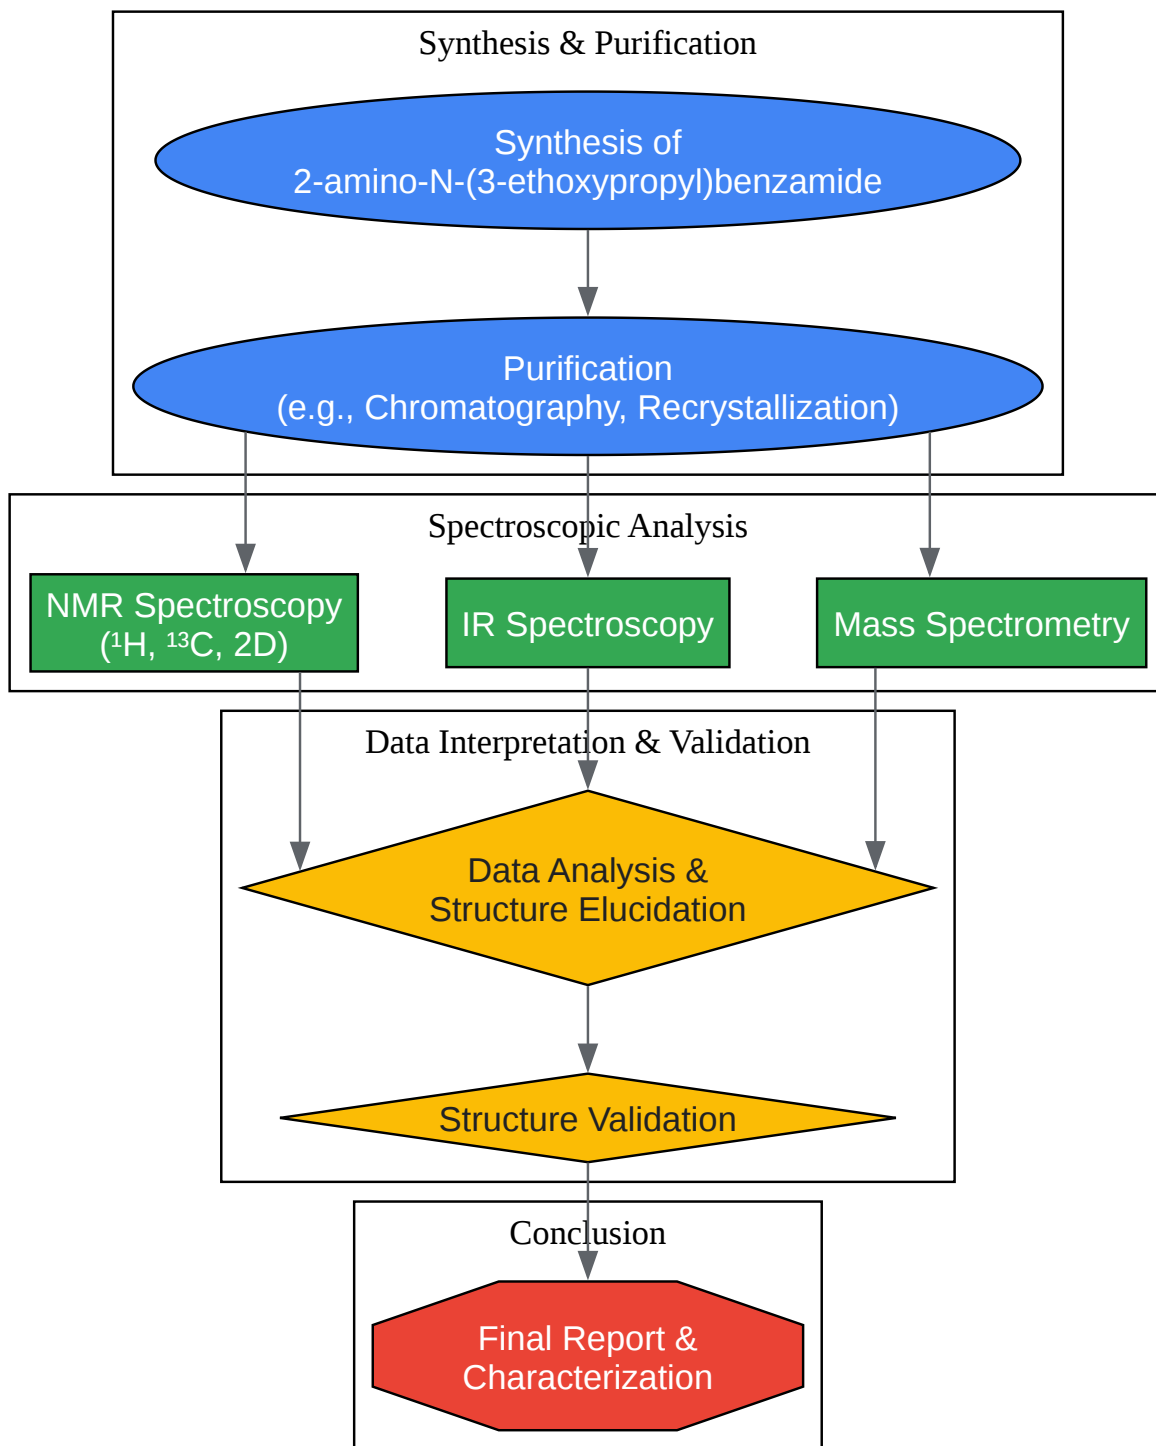 Synthesis & Purification
Synthesis of
2-amino-N-(3-ethoxypropyl)benzamide
Purification
(e.g., Chromatography, Recrystallization)
Spectroscopic Analysis
NMR Spectroscopy
(¹H, ¹³C, 2D)
IR Spectroscopy
Mass Spectrometry
Data Interpretation & Validation
Data Analysis &
Structure Elucidation
Structure Validation
Conclusion
Final Report &
Characterization